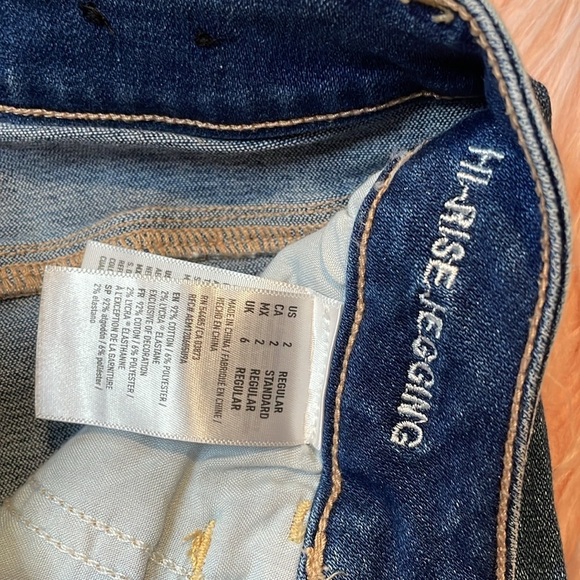 HI-RISE JEGGING
US 2 REGULAR
CA 2 STANDARD
MX 2 REGULAR
UK 6 REGULAR
MADE IN CHINA / FABRIQUÉ EN CHINE /
HECHO EN CHINA
RN 54485/CA 00873
EN 92% COTTON / 6% POLYESTER /
2% LYCRA® ELASTANE
EXCLUSIVE OF DECORATION
FR 92% COTON / 6% POLYESTER /
2% LYCRA® ÉLASTHANNE
À L'EXCEPTION DE LA GARNITURE
SP 92% algodón / 6% poliéster /
2% elastano